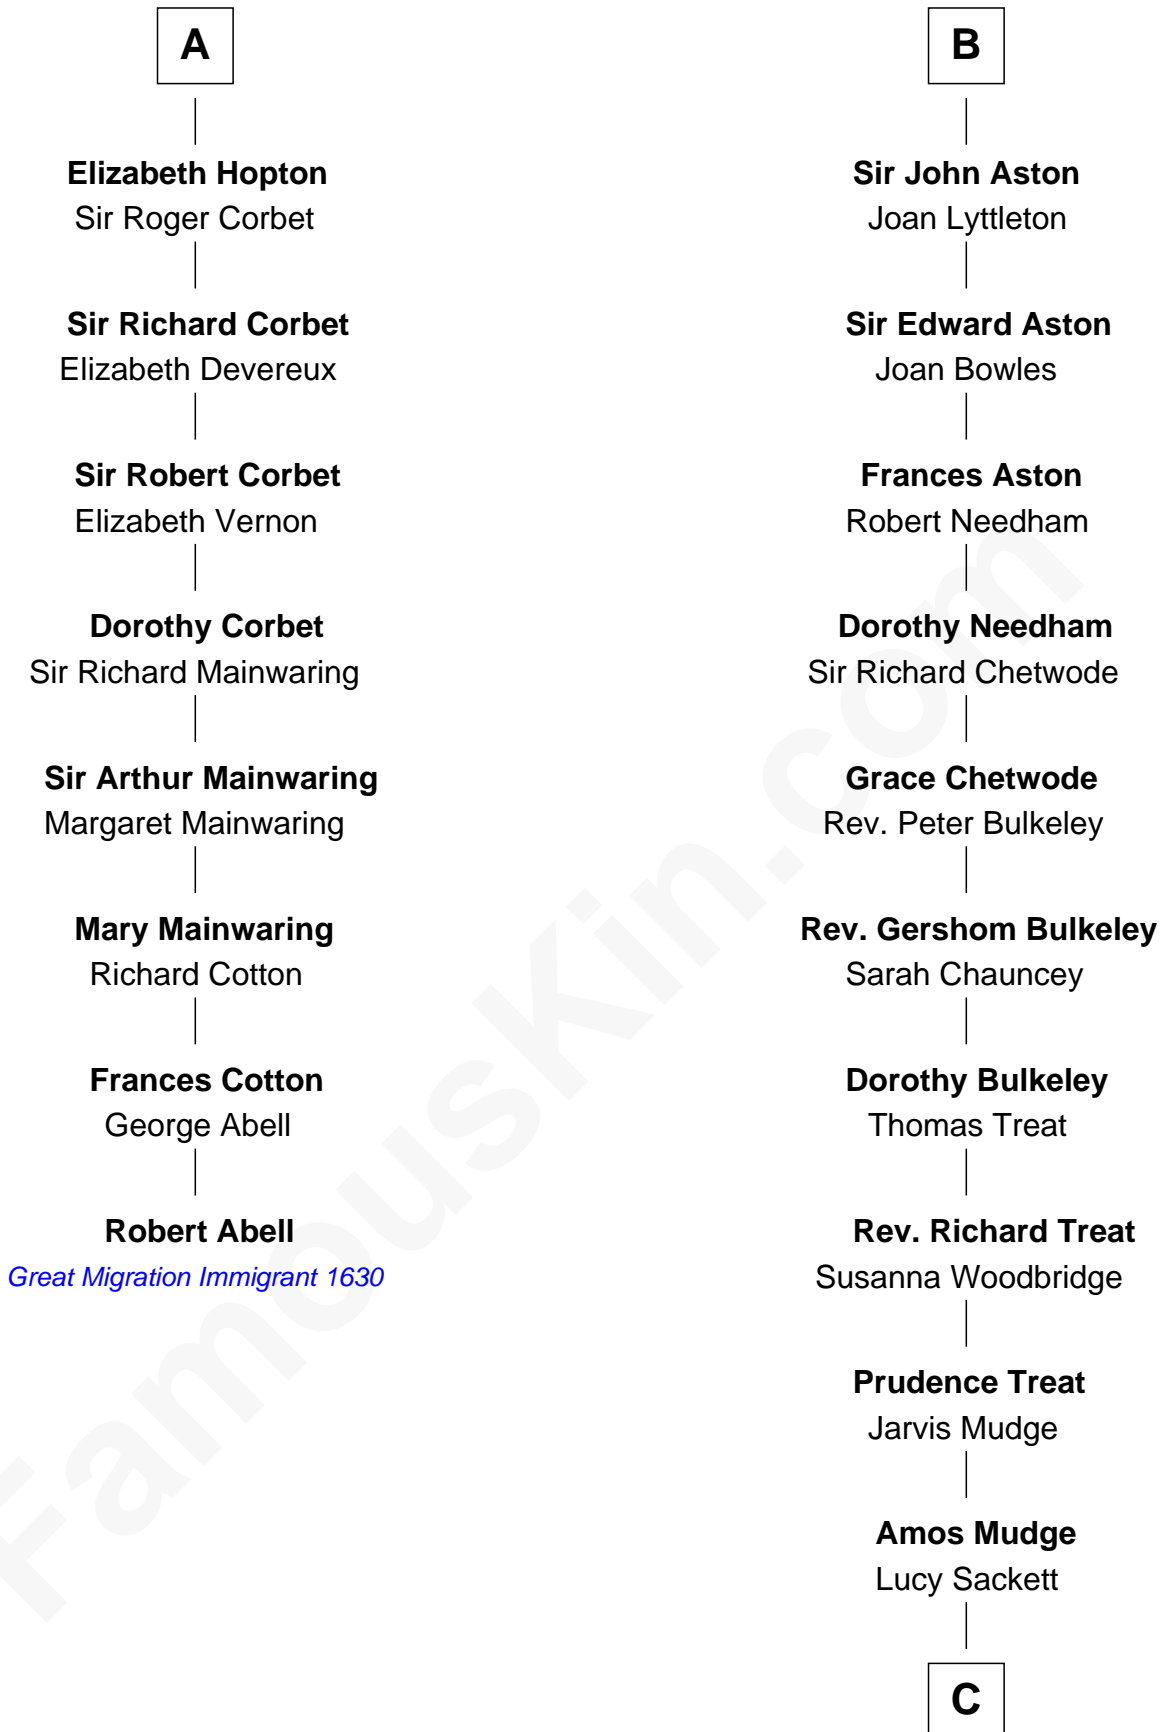 A
Elizabeth Hopton
Sir Roger Corbet
Sir Richard Corbet
Elizabeth Devereux
Sir Robert Corbet
Elizabeth Vernon
Dorothy Corbet
Sir Richard Mainwaring
Sir Arthur Mainwaring
Margaret Mainwaring
Mary Mainwaring
Richard Cotton
Frances Cotton
George Abell
Robert Abell
Great Migration Immigrant 1630
B
Sir John Aston
Joan Lyttleton
Sir Edward Aston
Joan Bowles
Frances Aston
Robert Needham
Dorothy Needham
Sir Richard Chetwode
Grace Chetwode
Rev. Peter Bulkeley
Rev. Gershom Bulkeley
Sarah Chauncey
Dorothy Bulkeley
Thomas Treat
Rev. Richard Treat
Susanna Woodbridge
Prudence Treat
Jarvis Mudge
Amos Mudge
Lucy Sackett
C
FamousKin.com